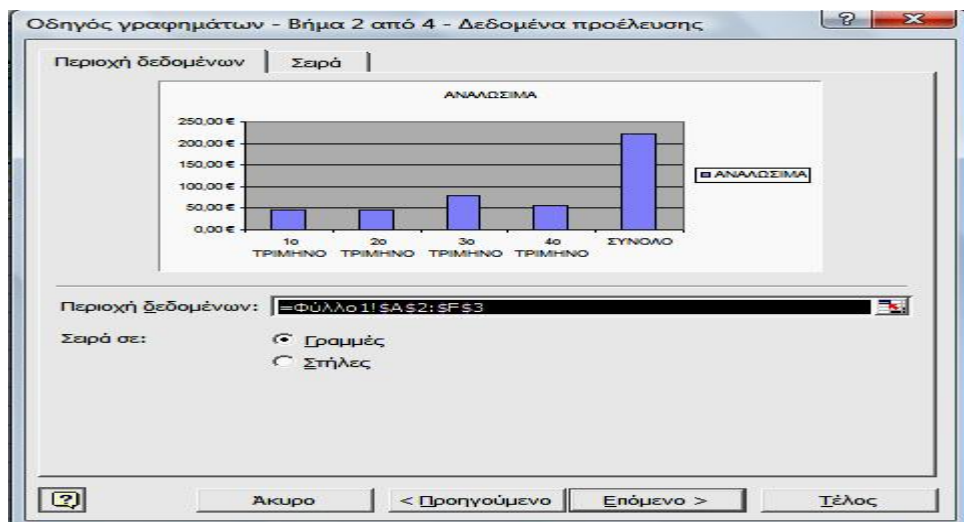 Οδηγός γραφημάτων - Βήμα 2 από 4 - Δεδομένα προέλευσης
Περιοχή δεδομένων
Σειρά
ΑΝΑΛΩΣΙΜΑ
250,00 €
200,00 €
150,00 €
100,00 €
50,00 €
0,00 €
1ο ΤΡΙΜΗΝΟ
2ο ΤΡΙΜΗΝΟ
3ο ΤΡΙΜΗΝΟ
4ο ΤΡΙΜΗΝΟ
ΣΥΝΟΛΟ
ΑΝΑΛΩΣΙΜΑ
Περιοχή δεδομένων: =Φύλλο1!$A$2:$F$3
Σειρά σε:
Γραμμές
Στήλες
Άκυρο
< Προηγούμενο
Επόμενο >
Τέλος